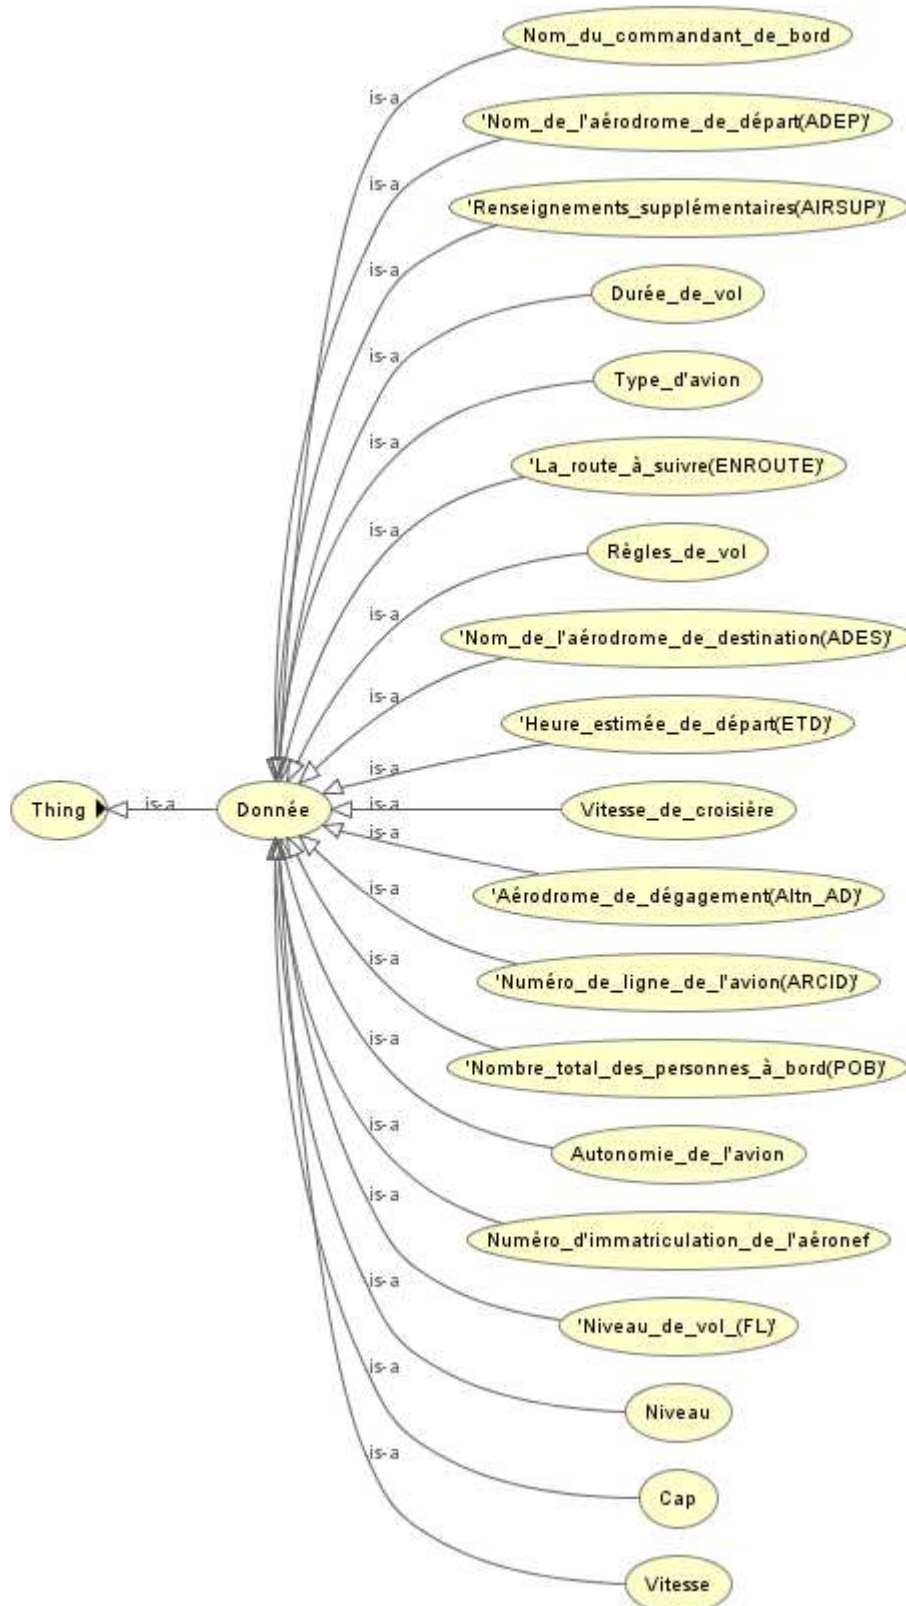 Nom_du_commandant_de_bord
is-a
'Nom_de_l'aérodrome_de_départ(ADEP)'
is-a
'Renseignements_supplémentaires(AIRSUP)'
is-a
Durée_de_vol
is-a
Type_d'avion
is-a
'La_route_à_suivre(ENROUTE)'
is-a
Règles_de_vol
is-a
'Nom_de_l'aérodrome_de_destination(ADES)'
is-a
'Heure_estimée_de_départ(ETD)'
is-a
Thing
is-a
Donnée
is-a
Vitesse_de_croisière
is-a
'Aérodrome_de_dégagement(Altn_AD)'
is-a
'Numéro_de_ligne_de_l'avion(ARCID)'
is-a
'Nombre_total_des_personnes_à_bord(POB)'
is-a
Autonomie_de_l'avion
is-a
Numéro_d'immatriculation_de_l'aéronef
is-a
'Niveau_de_vol_(FL)'
is-a
Niveau
is-a
Cap
is-a
Vitesse